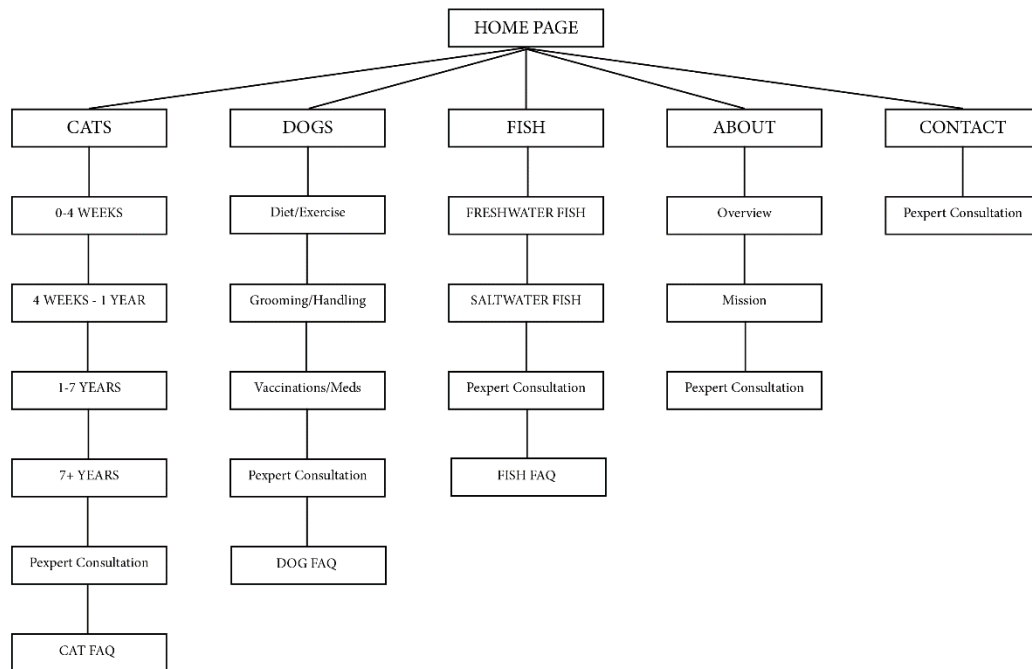 HOME PAGE
CATS
DOGS
FISH
ABOUT
CONTACT
0-4 WEEKS
Diet/Exercise
FRESHWATER FISH
Overview
Pexpert Consultation
4 WEEKS - 1 YEAR
Grooming/Handling
SALTWATER FISH
Mission
1-7 YEARS
Vaccinations/Meds
Pexpert Consultation
Pexpert Consultation
7+ YEARS
Pexpert Consultation
FISH FAQ
Pexpert Consultation
DOG FAQ
CAT FAQ